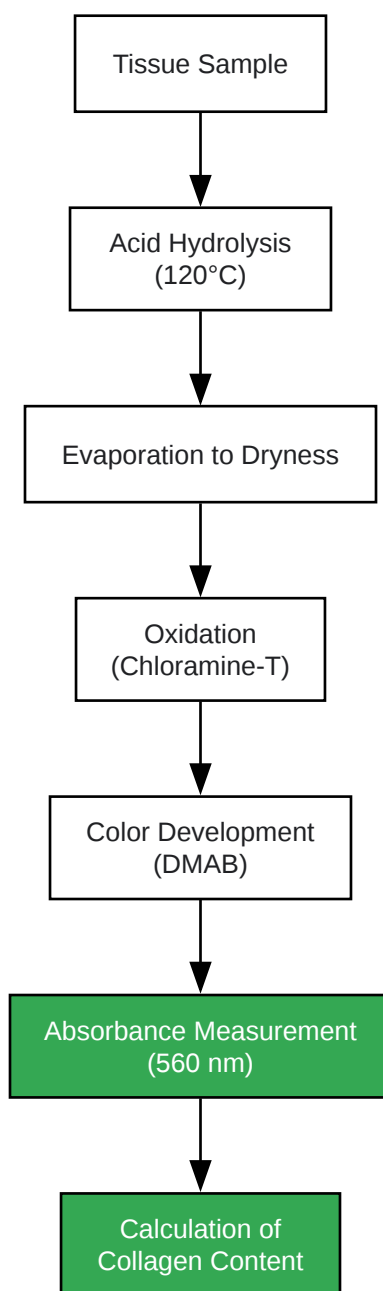 Tissue Sample
Acid Hydrolysis
(120°C)
Evaporation to Dryness
Oxidation
(Chloramine-T)
Color Development
(DMAB)
Absorbance Measurement
(560 nm)
Calculation of
Collagen Content